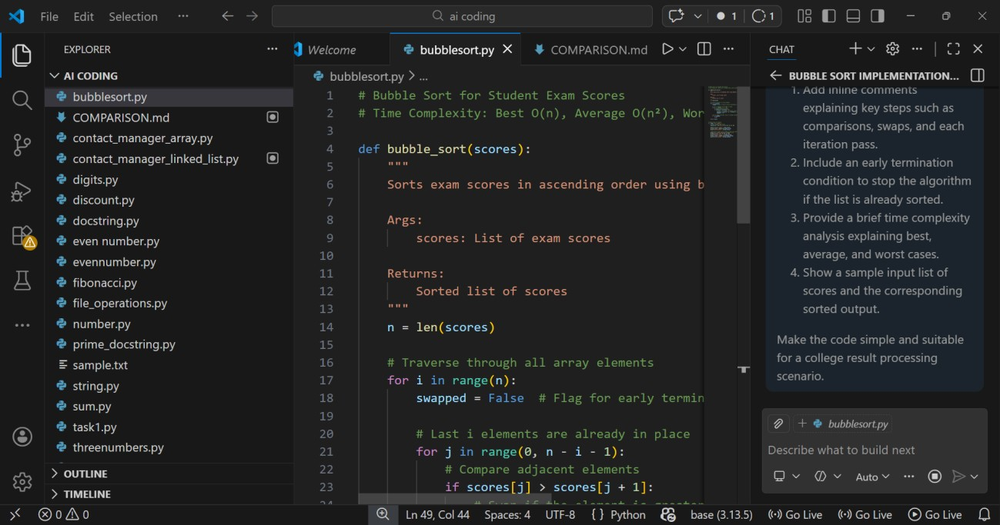 File Edit Selection ··· ai coding 1 1
EXPLORER ···
AI CODING
bubblesort.py
COMPARISON.md
contact_manager_array.py
contact_manager_linked_list.py
digits.py
discount.py
docstring.py
even number.py
evennumber.py
fibonacci.py
file_operations.py
number.py
prime_docstring.py
sample.txt
string.py
sum.py
task1.py
threenumbers.py
OUTLINE
TIMELINE
Welcome bubblesort.py COMPARISON.md ···
bubblesort.py > ...
1 # Bubble Sort for Student Exam Scores
2 # Time Complexity: Best O(n), Average O(n²), Wor
3
4 def bubble_sort(scores):
5 """
6 Sorts exam scores in ascending order using b
7
8 Args:
9 scores: List of exam scores
10
11 Returns:
12 Sorted list of scores
13 """
14 n = len(scores)
15
16 # Traverse through all array elements
17 for i in range(n):
18 swapped = False # Flag for early termin
19
20 # Last i elements are already in place
21 for j in range(0, n - i - 1):
22 # Compare adjacent elements
23 if scores[j] > scores[j + 1]:
CHAT ···
BUBBLE SORT IMPLEMENTATION...
1. Add inline comments
explaining key steps such as
comparisons, swaps, and each
iteration pass.
2. Include an early termination
condition to stop the algorithm
if the list is already sorted.
3. Provide a brief time complexity
analysis explaining best,
average, and worst cases.
4. Show a sample input list of
scores and the corresponding
sorted output.
Make the code simple and suitable
for a college result processing
scenario.
bubblesort.py
Describe what to build next
Auto ···
0 0 Ln 49, Col 44 Spaces: 4 UTF-8 {} Python base (3.13.5) Go Live Go Live Go Live